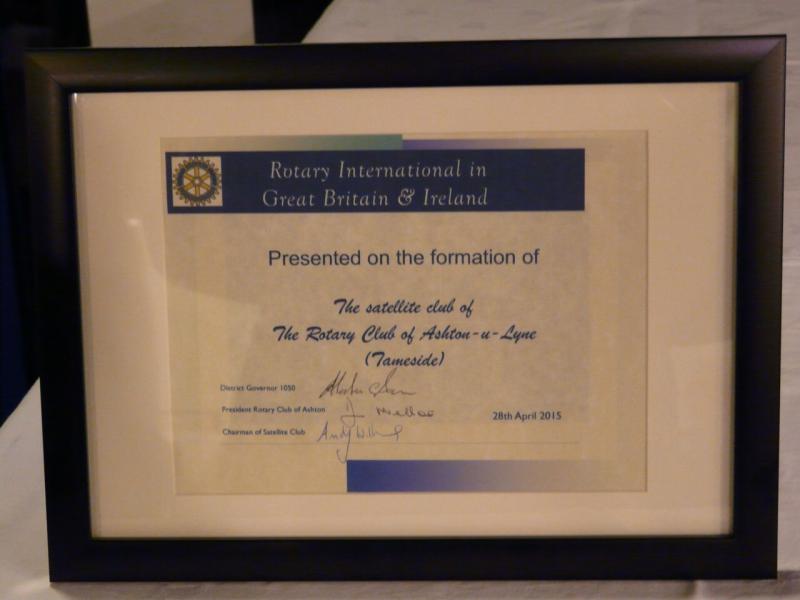 Rotary International in
Great Britain & Ireland
Presented on the formation of
The satellite club of
The Rotary Club of Ashton-u-Lyne
(Tameside)
District Governor 1050
President Rotary Club of Ashton
28th April 2015
Chairman of Satellite Club
Andy